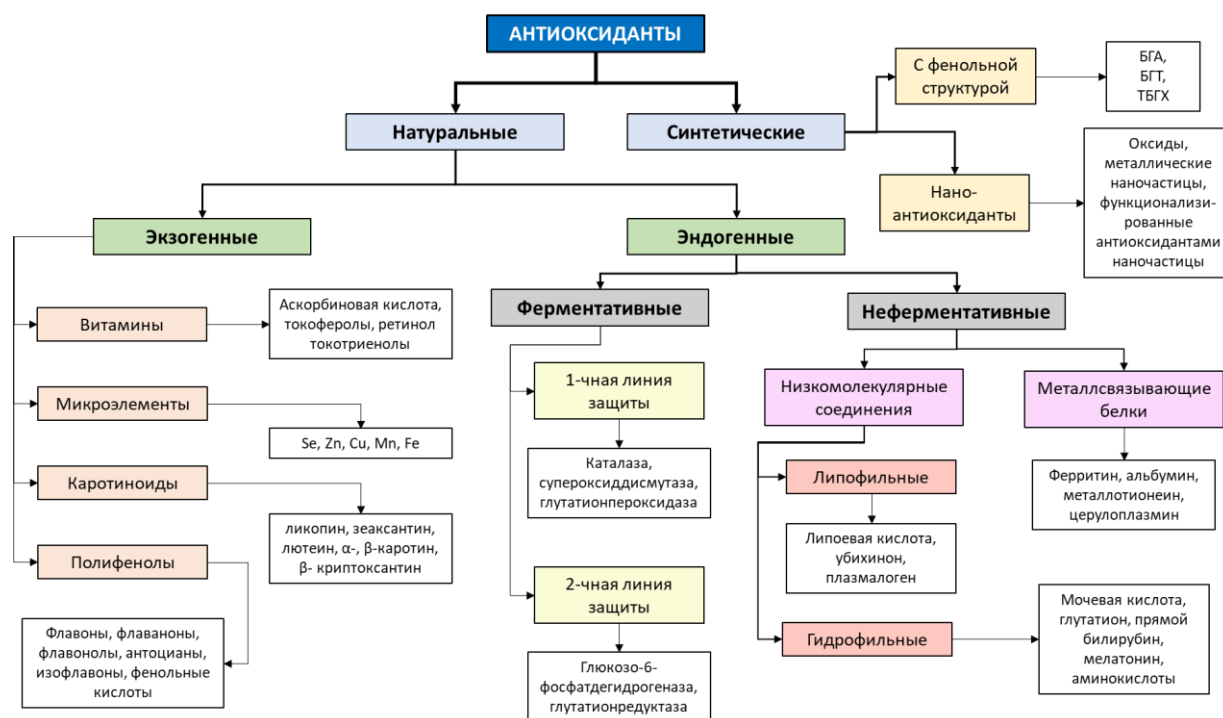 АНТИОКСИДАНТЫ
Натуральные
Синтетические
С фенольной
структурой
БГА,
БГТ,
ТБГХ
Нано-
антиоксиданты
Оксиды,
металлические
наночастицы,
функционализи-
рованные
антиоксидантами
наночастицы
Экзогенные
Эндогенные
Витамины
Аскорбиновая кислота,
токоферолы, ретинол
токотриенолы
Микроэлементы
Se, Zn, Cu, Mn, Fe
Каротиноиды
ликопин, зеаксантин,
лютеин, α-, β-каротин,
β- криптоксантин
Полифенолы
Флавоны, флаваноны,
флавонолы, антоцианы,
изофлавоны, фенольные
кислоты
Ферментативные
1-чная линия
защиты
Каталаза,
супероксиддисмутаза,
глутатионпероксидаза
2-чная линия
защиты
Глюкозо-6-
фосфатдегидрогеназа,
глутатионредуктаза
Неферментативные
Низкомолекулярные
соединения
Липофильные
Липоевая кислота,
убихинон,
плазмалоген
Гидрофильные
Мочевая кислота,
глутатион, прямой
билирубин,
мелатонин,
аминокислоты
Металлсвязывающие
белки
Ферритин, альбумин,
металлотионеин,
церулоплазмин